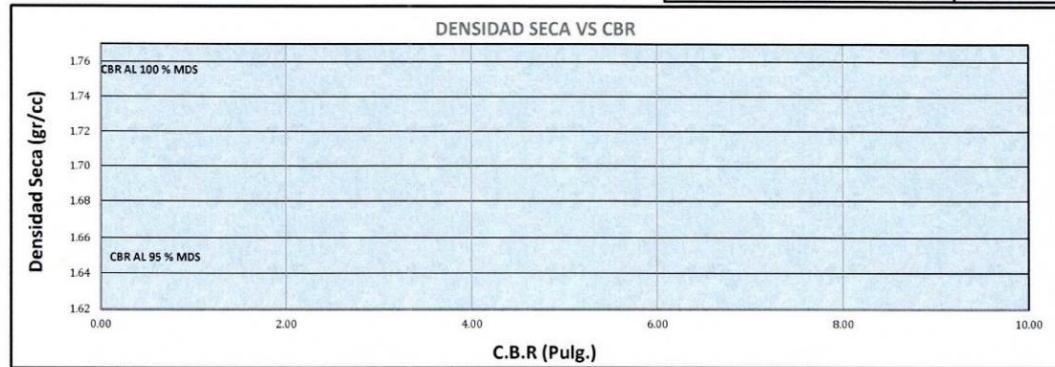 DENSIDAD SECA VS CBR
Densidad Seca (gr/cc)
1.76
CBR AL 100 % MDS
1.74
1.72
1.70
1.68
1.66
CBR AL 95 % MDS
1.64
1.62
0.00 2.00 4.00 6.00 8.00 10.00
C.B.R (Pulg.)